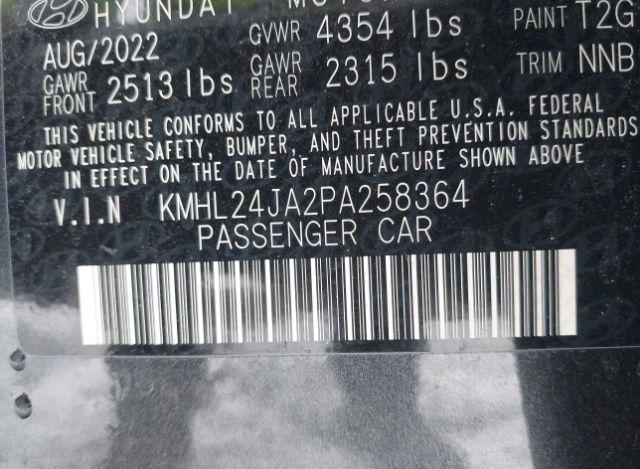 HYUNDAI
AUG/2022 GVWR 4354 lbs PAINT T2G
GAWR FRONT 2513 lbs GAWR REAR 2315 lbs TRIM NNB
THIS VEHICLE CONFORMS TO ALL APPLICABLE U.S.A. FEDERAL
MOTOR VEHICLE SAFETY, BUMPER, AND THEFT PREVENTION STANDARDS
IN EFFECT ON THE DATE OF MANUFACTURE SHOWN ABOVE
V.I.N KMHL24JA2PA258364
PASSENGER CAR